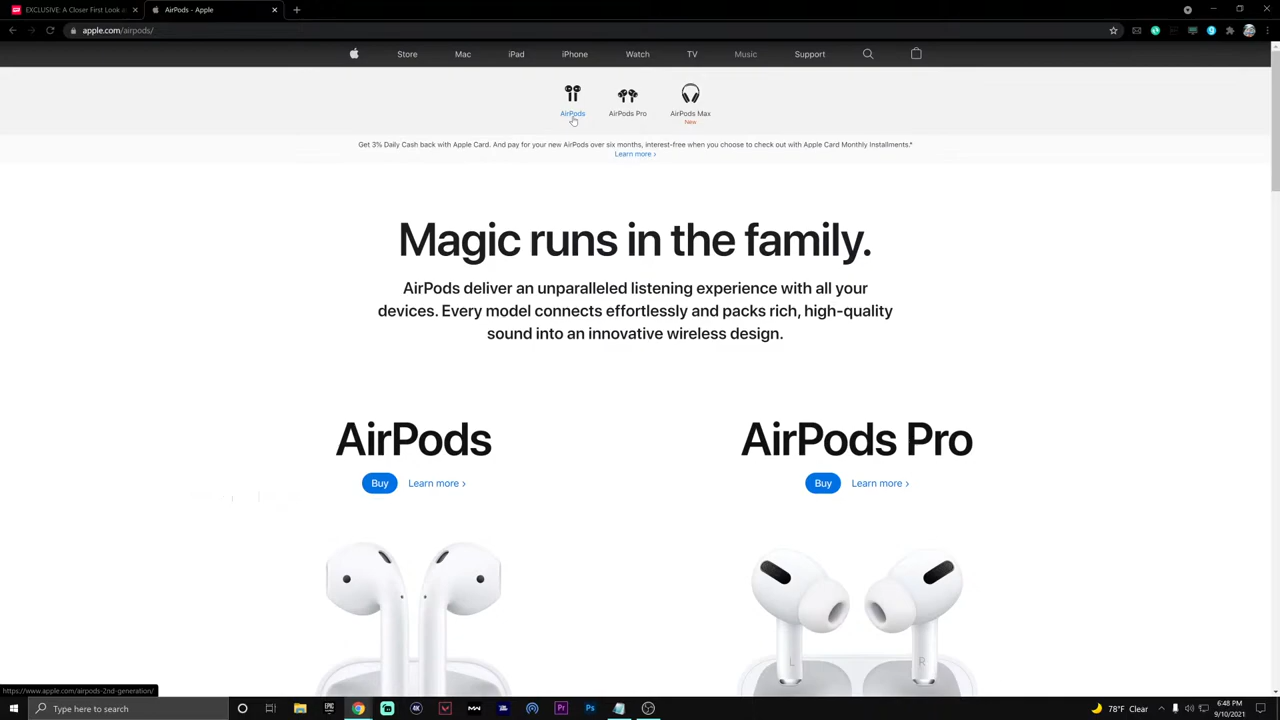 EXCLUSIVE: A Closer First Look a
AirPods - Apple
apple.com/airpods/
Store Mac iPad iPhone Watch TV Music Support
AirPods AirPods Pro AirPods Max
New
Get 3% Daily Cash back with Apple Card. And pay for your new AirPods over six months, interest-free when you choose to check out with Apple Card Monthly Installments.*
Learn more ›
Magic runs in the family.
AirPods deliver an unparalleled listening experience with all your
devices. Every model connects effortlessly and packs rich, high-quality
sound into an innovative wireless design.
AirPods AirPods Pro
Buy Learn more › Buy Learn more ›
L R
https://www.apple.com/airpods-2nd-generation/
Type here to search
EPIC
4K
Pr
Ps
78°F Clear
6:48 PM
9/10/2021